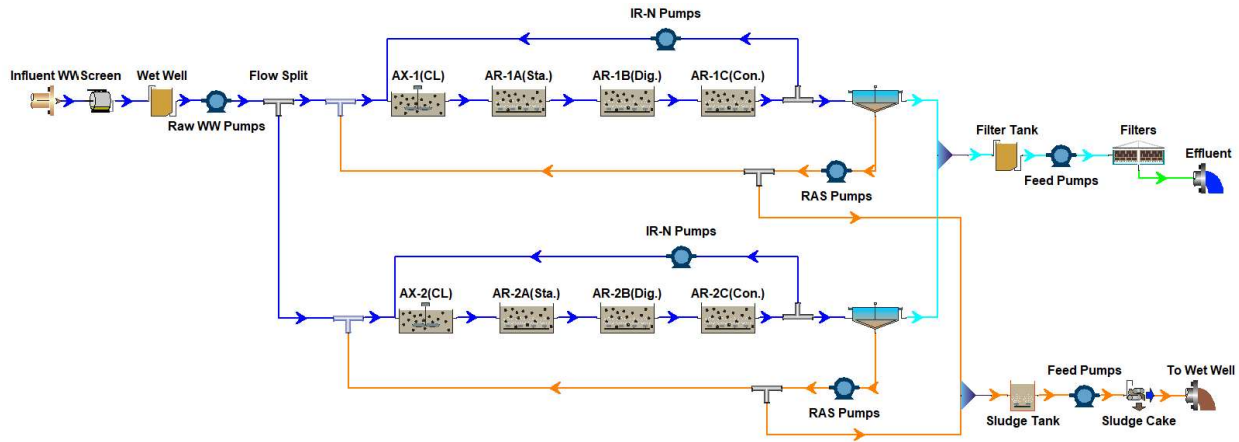 IR-N Pumps
Influent WW Screen Wet Well Flow Split AX-1(CL) AR-1A(Sta.) AR-1B(Dig.) AR-1C(Con.)
Raw WW Pumps
Filter Tank Filters
Effluent
Feed Pumps
RAS Pumps
IR-N Pumps
AX-2(CL) AR-2A(Sta.) AR-2B(Dig.) AR-2C(Con.)
Feed Pumps To Wet Well
RAS Pumps
Sludge Tank Sludge Cake